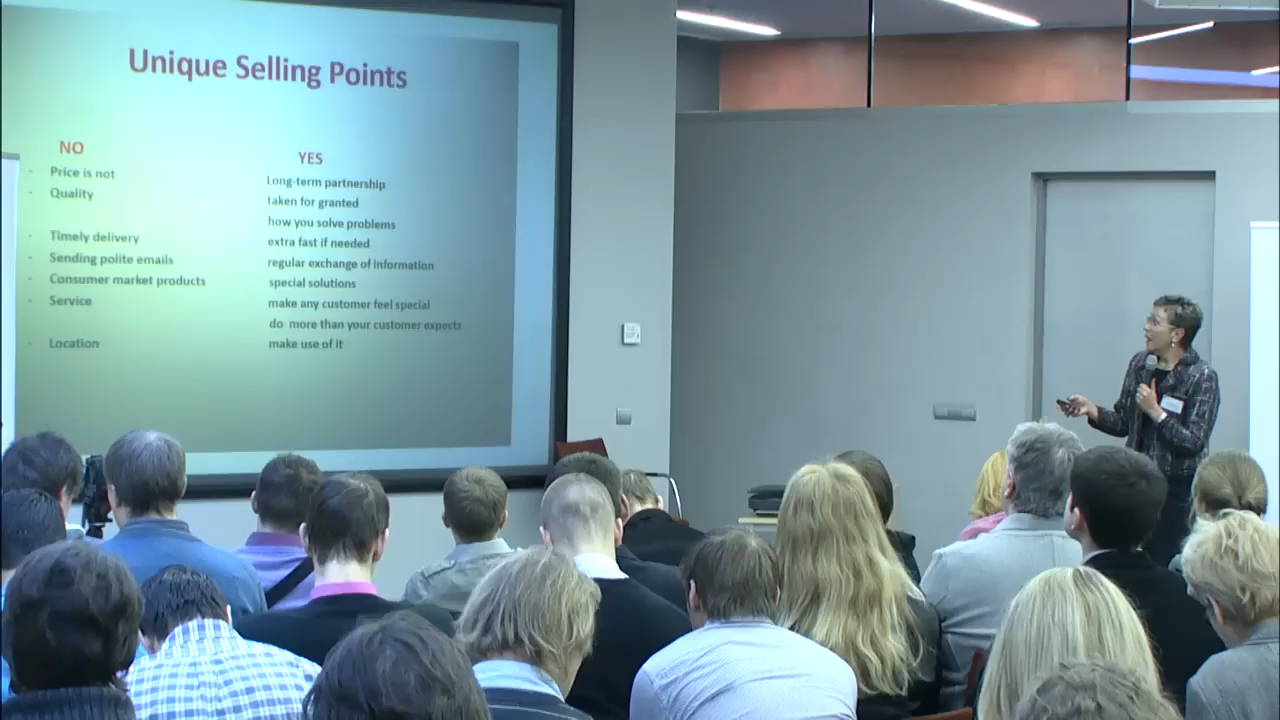 Unique Selling Points
NO
YES
- Price is not
Long-term partnership
- Quality
taken for granted
how you solve problems
- Timely delivery
extra fast if needed
- Sending polite emails
regular exchange of information
- Consumer market products
special solutions
- Service
make any customer feel special
do more than your customer expects
- Location
make use of it